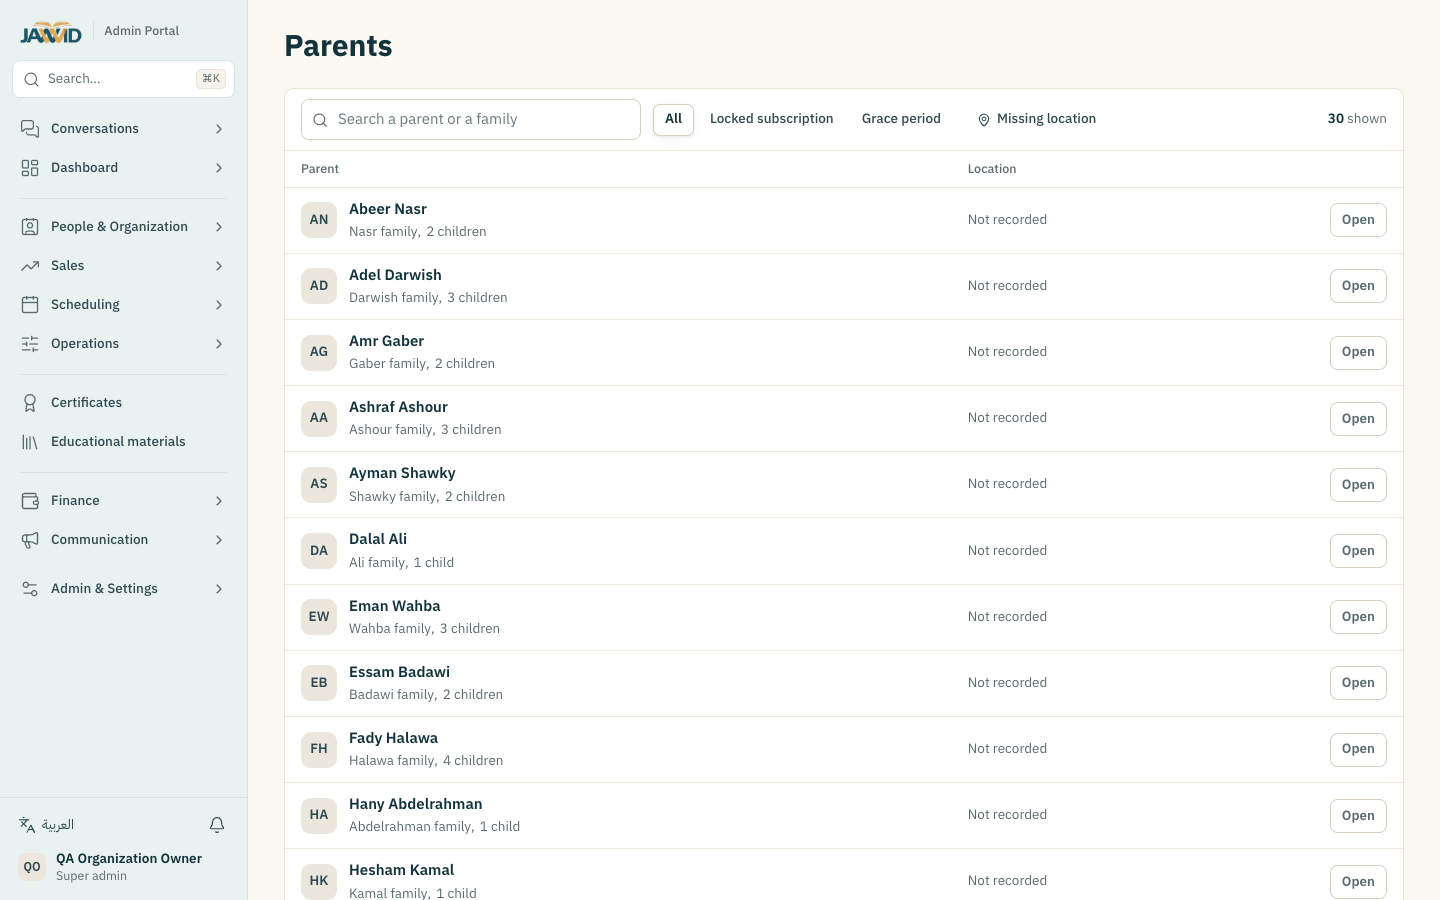 JAWWID
Admin Portal
Search...
⌘K
Conversations
Dashboard
People & Organization
Sales
Scheduling
Operations
Certificates
Educational materials
Finance
Communication
Admin & Settings
العربية
QO
QA Organization Owner
Super admin
Parents
Search a parent or a family
All
Locked subscription
Grace period
Missing location
30 shown
Parent
Location
AN
Abeer Nasr
Nasr family, 2 children
Not recorded
Open
AD
Adel Darwish
Darwish family, 3 children
Not recorded
Open
AG
Amr Gaber
Gaber family, 2 children
Not recorded
Open
AA
Ashraf Ashour
Ashour family, 3 children
Not recorded
Open
AS
Ayman Shawky
Shawky family, 2 children
Not recorded
Open
DA
Dalal Ali
Ali family, 1 child
Not recorded
Open
EW
Eman Wahba
Wahba family, 3 children
Not recorded
Open
EB
Essam Badawi
Badawi family, 2 children
Not recorded
Open
FH
Fady Halawa
Halawa family, 4 children
Not recorded
Open
HA
Hany Abdelrahman
Abdelrahman family, 1 child
Not recorded
Open
HK
Hesham Kamal
Kamal family, 1 child
Not recorded
Open